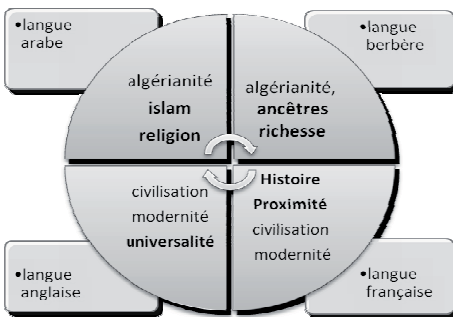 •langue
arabe
•langue
berbère
algérianité
islam
religion
algérianité,
ancêtres
richesse
civilisation
modernité
universalité
Histoire
Proximité
civilisation
modernité
•langue
anglaise
•langue
française